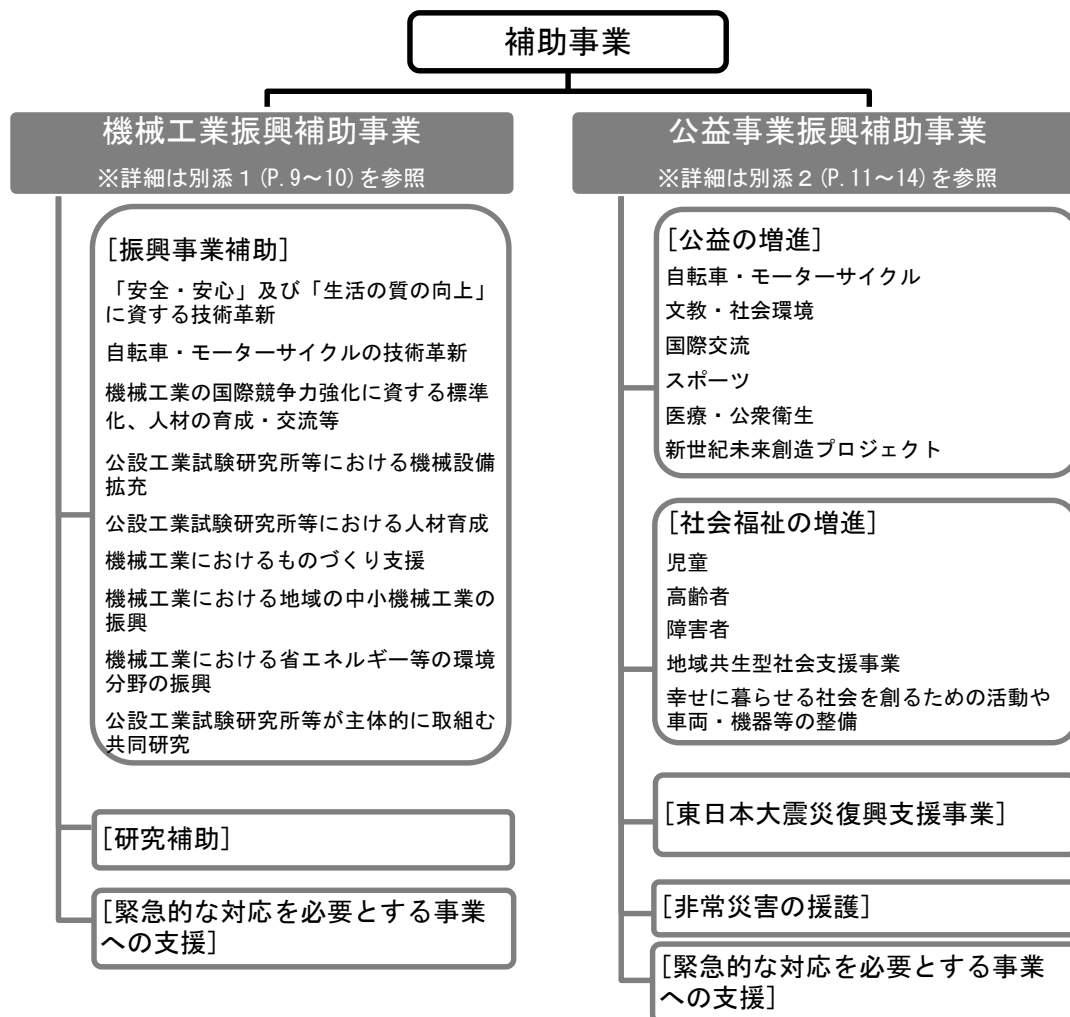 補助事業
機械工業振興補助事業
※詳細は別添1(P.9～10)を参照
[振興事業補助]
「安全・安心」及び「生活の質の向上」
に資する技術革新
自転車・モーターサイクルの技術革新
機械工業の国際競争力強化に資する標準
化、人材の育成・交流等
公設工業試験研究所等における機械設備
拡充
公設工業試験研究所等における人材育成
機械工業におけるものづくり支援
機械工業における地域の中小機械工業の
振興
機械工業における省エネルギー等の環境
分野の振興
公設工業試験研究所等が主体的に取組む
共同研究
[研究補助]
[緊急的な対応を必要とする事業
への支援]
公益事業振興補助事業
※詳細は別添2(P.11～14)を参照
[公益の増進]
自転車・モーターサイクル
文教・社会環境
国際交流
スポーツ
医療・公衆衛生
新世紀未来創造プロジェクト
[社会福祉の増進]
児童
高齢者
障害者
地域共生型社会支援事業
幸せに暮らせる社会を創るための活動や
車両・機器等の整備
[東日本大震災復興支援事業]
[非常災害の援護]
[緊急的な対応を必要とする事業
への支援]